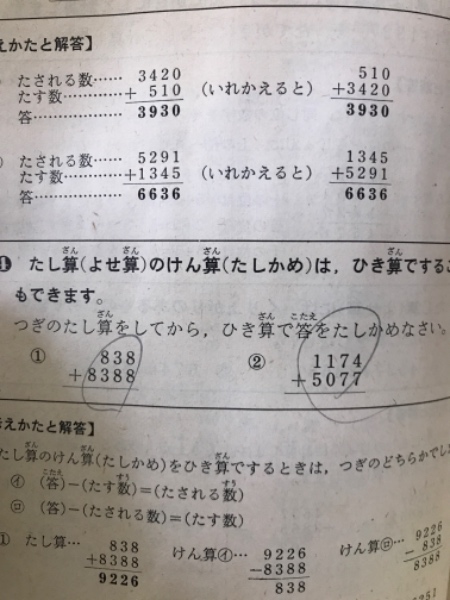 えかたと解答】
たされる数…… 3420 510
たす数………… + 510 (いれかえると) +3420
答……………… 3930 3930
たされる数…… 5291 1345
たす数………… +1345 (いれかえると) +5291
答……………… 6636 6636
たし算(よせ算)のけん算(たしかめ)は,ひき算でするこ
もできます。
つぎのたし算をしてから,ひき算で答をたしかめなさい。
① 838 ② 1174
+8388 +5077
考えかたと解答】
たし算のけん算(たしかめ)をひき算でするときは,つぎのどちらかでし
㋑ (答)−(たす数)=(たされる数)
㋺ (答)−(たされる数)=(たす数)
① たし算… 838 けん算㋑… 9226 けん算㋺… 9226
+8388 −8388 − 838
9226 838 8388